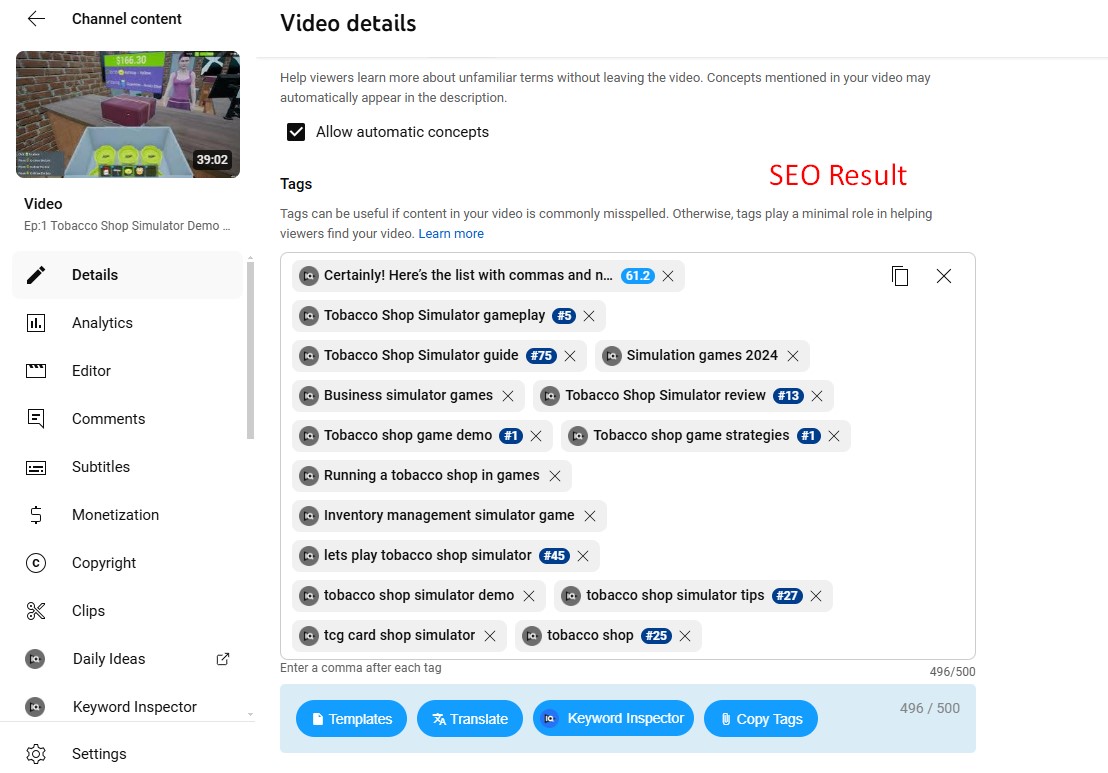 Channel content
Video details
$166.30
39:02
Video
Ep:1 Tobacco Shop Simulator Demo ...
Details
Analytics
Editor
Comments
Subtitles
Monetization
Copyright
Clips
Daily Ideas
Keyword Inspector
Settings
Help viewers learn more about unfamiliar terms without leaving the video. Concepts mentioned in your video may
automatically appear in the description.
Allow automatic concepts
SEO Result
Tags
Tags can be useful if content in your video is commonly misspelled. Otherwise, tags play a minimal role in helping
viewers find your video. Learn more
Certainly! Here's the list with commas and n... 61.2
Tobacco Shop Simulator gameplay #5
Tobacco Shop Simulator guide #75 Simulation games 2024
Business simulator games Tobacco Shop Simulator review #13
Tobacco shop game demo #1 Tobacco shop game strategies #1
Running a tobacco shop in games
Inventory management simulator game
lets play tobacco shop simulator #45
tobacco shop simulator demo tobacco shop simulator tips #27
tcg card shop simulator tobacco shop #25
Enter a comma after each tag 496/500
Templates Translate Keyword Inspector Copy Tags 496 / 500